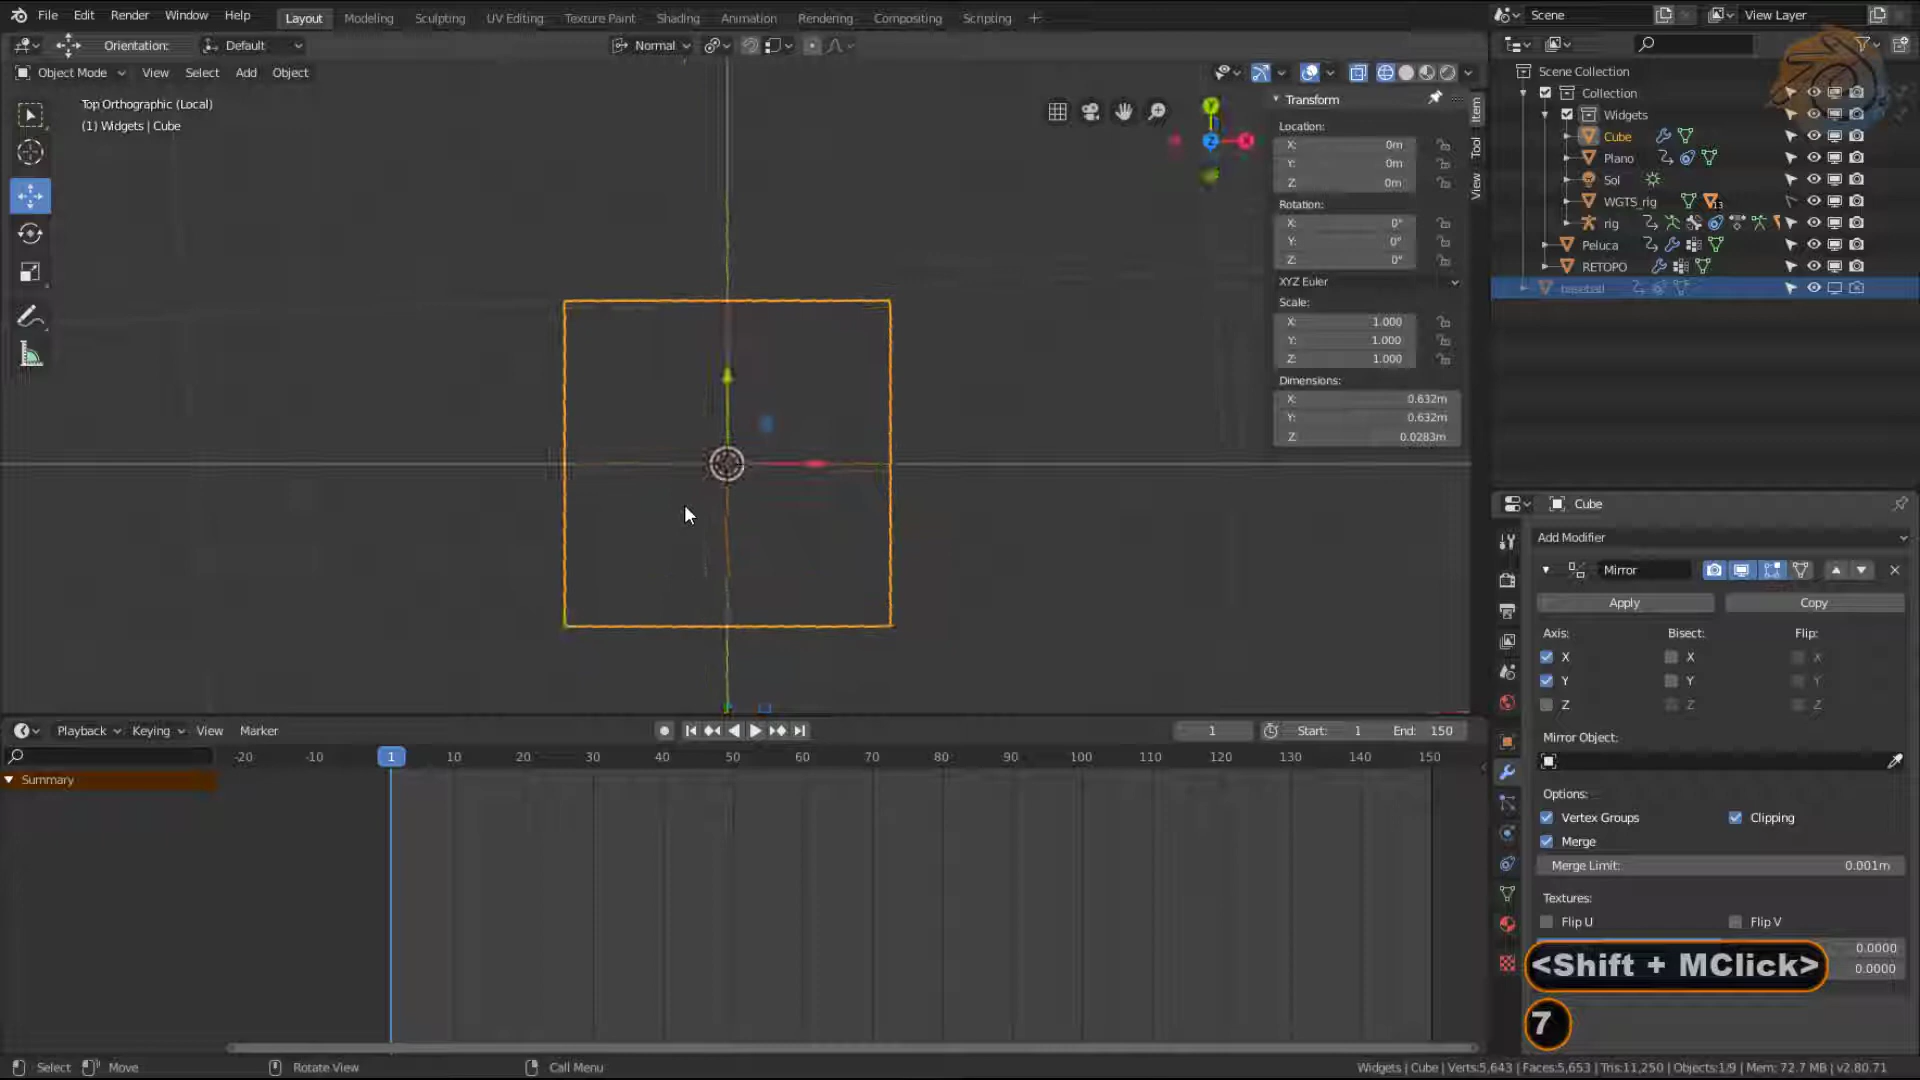 File Edit Render Window Help Layout Modeling Sculpting UV Editing Texture Paint Shading Animation Rendering Compositing Scripting +
Scene View Layer
Orientation: Default Normal
Object Mode View Select Add Object
Top Orthographic (Local)
(1) Widgets | Cube
Y
Z
X
Transform
Location:
X: 0m
Y: 0m
Z: 0m
Rotation:
X: 0°
Y: 0°
Z: 0°
XYZ Euler
Scale:
X: 1.000
Y: 1.000
Z: 1.000
Dimensions:
X: 0.632m
Y: 0.632m
Z: 0.0283m
Item
Tool
View
Scene Collection
Collection
Widgets
Cube
Plano
Sol
WGTS_rig 13
rig
Peluca
RETOPO
Cube
Add Modifier
Mirror
Apply Copy
Axis: Bisect: Flip:
X X X
Y Y Y
Z Z Z
Mirror Object:
Options:
Vertex Groups Clipping
Merge
Merge Limit: 0.001m
Textures:
Flip U Flip V
0.0000
0.0000
<Shift + MClick>
7
Playback Keying View Marker
1 Start: 1 End: 150
-20 -10 1 10 20 30 40 50 60 70 80 90 100 110 120 130 140 150
Summary
Select Move Rotate View Call Menu
Widgets | Cube | Verts:5,643 | Faces:5,653 | Tris:11,250 | Objects:1/9 | Mem: 72.7 MB | v2.80.71